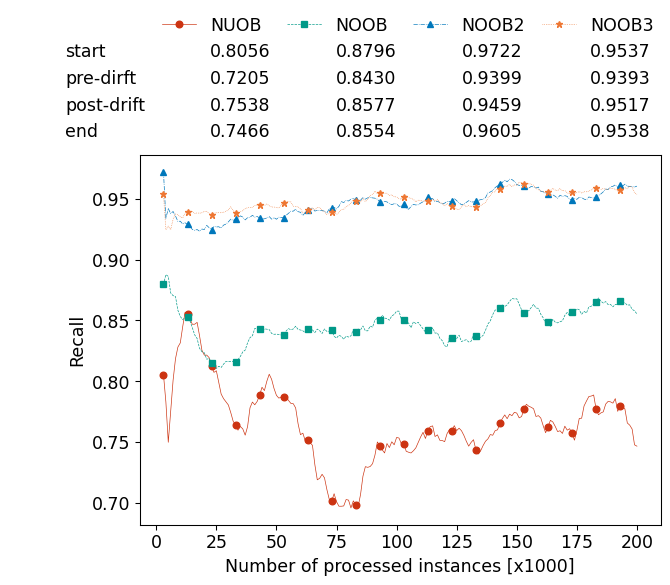 NUOB NOOB NOOB2 NOOB3
start 0.8056 0.8796 0.9722 0.9537
pre-dirft 0.7205 0.8430 0.9399 0.9393
post-drift 0.7538 0.8577 0.9459 0.9517
end 0.7466 0.8554 0.9605 0.9538
0.95
0.90
0.85
0.80
0.75
0.70
Recall
0 25 50 75 100 125 150 175 200
Number of processed instances [x1000]